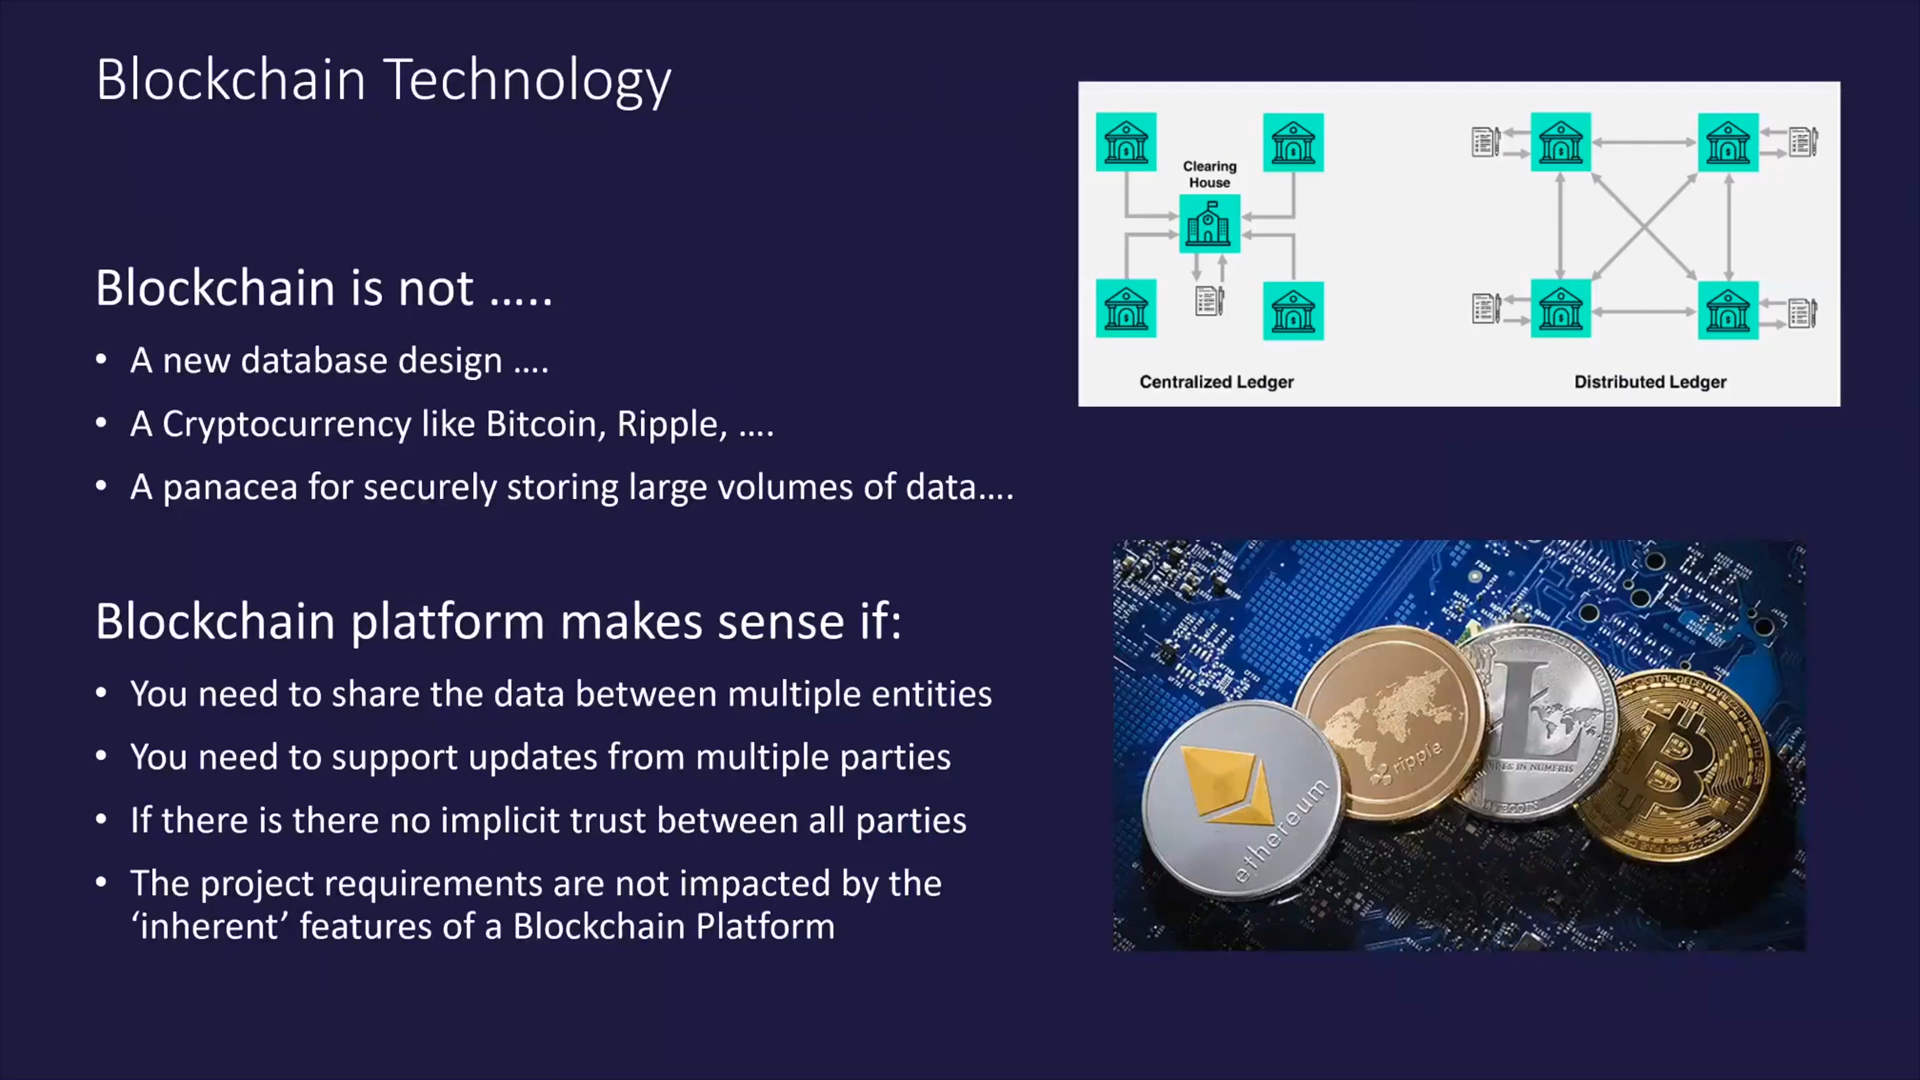 Blockchain Technology
Blockchain is not …..
• A new database design ….
• A Cryptocurrency like Bitcoin, Ripple, ….
• A panacea for securely storing large volumes of data….
Blockchain platform makes sense if:
• You need to share the data between multiple entities
• You need to support updates from multiple parties
• If there is there no implicit trust between all parties
• The project requirements are not impacted by the
‘inherent’ features of a Blockchain Platform
Clearing
House
Centralized Ledger
Distributed Ledger
ethereum
ripple